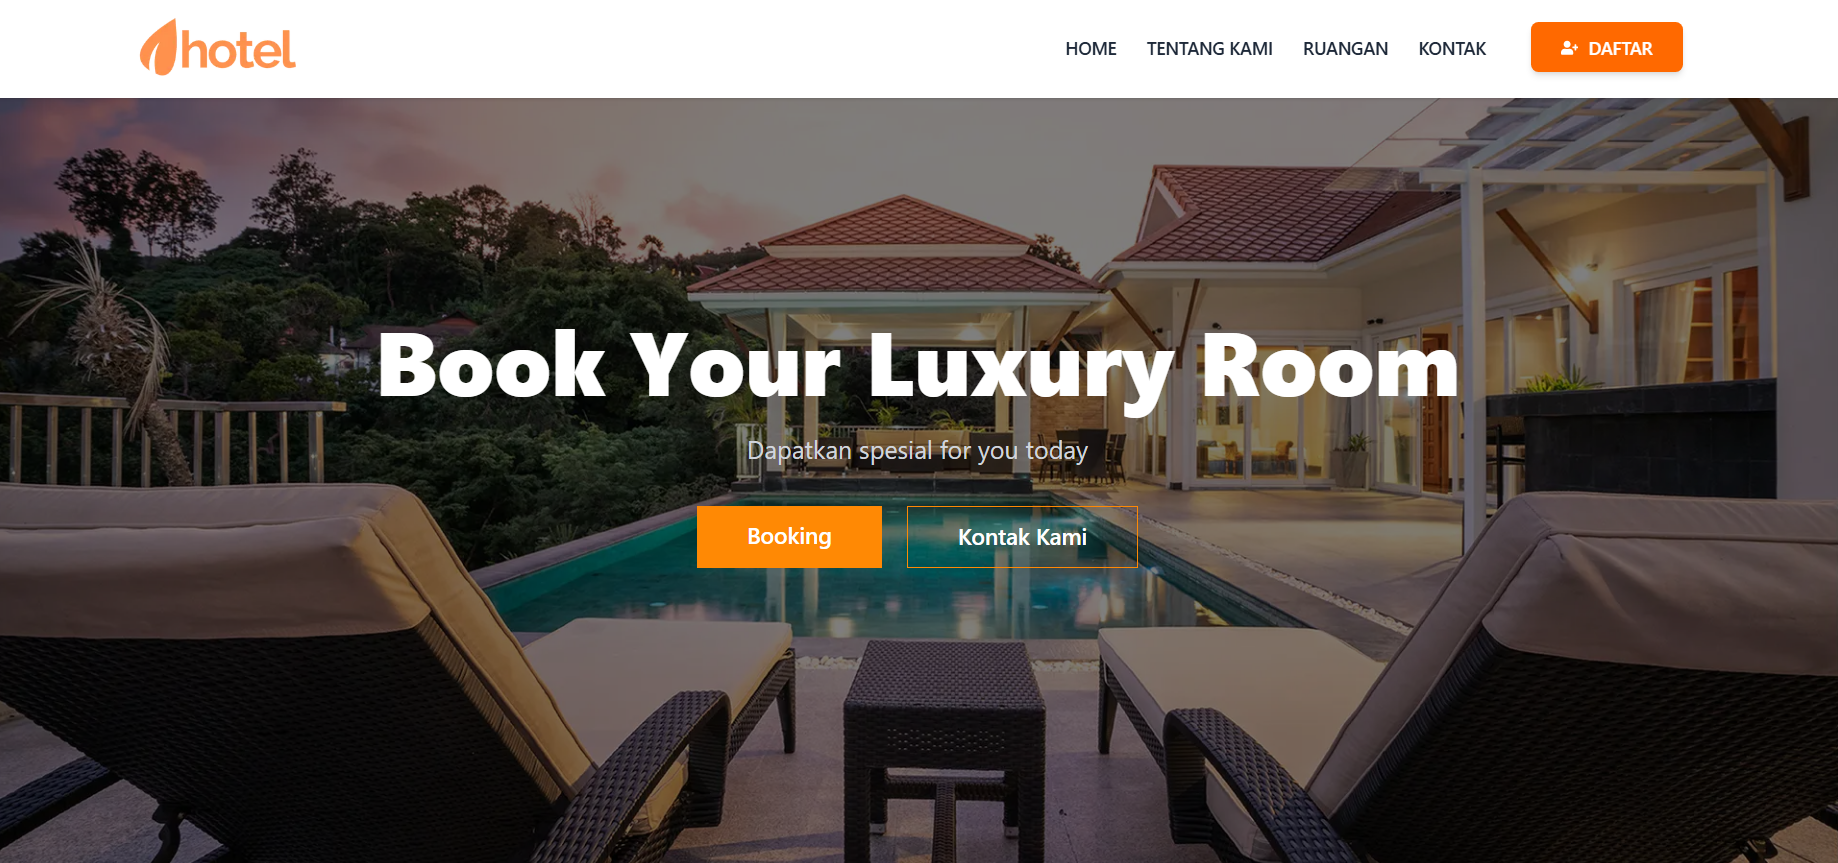 hotel
HOME TENTANG KAMI RUANGAN KONTAK DAFTAR
Book Your Luxury Room
Dapatkan spesial for you today
Booking Kontak Kami